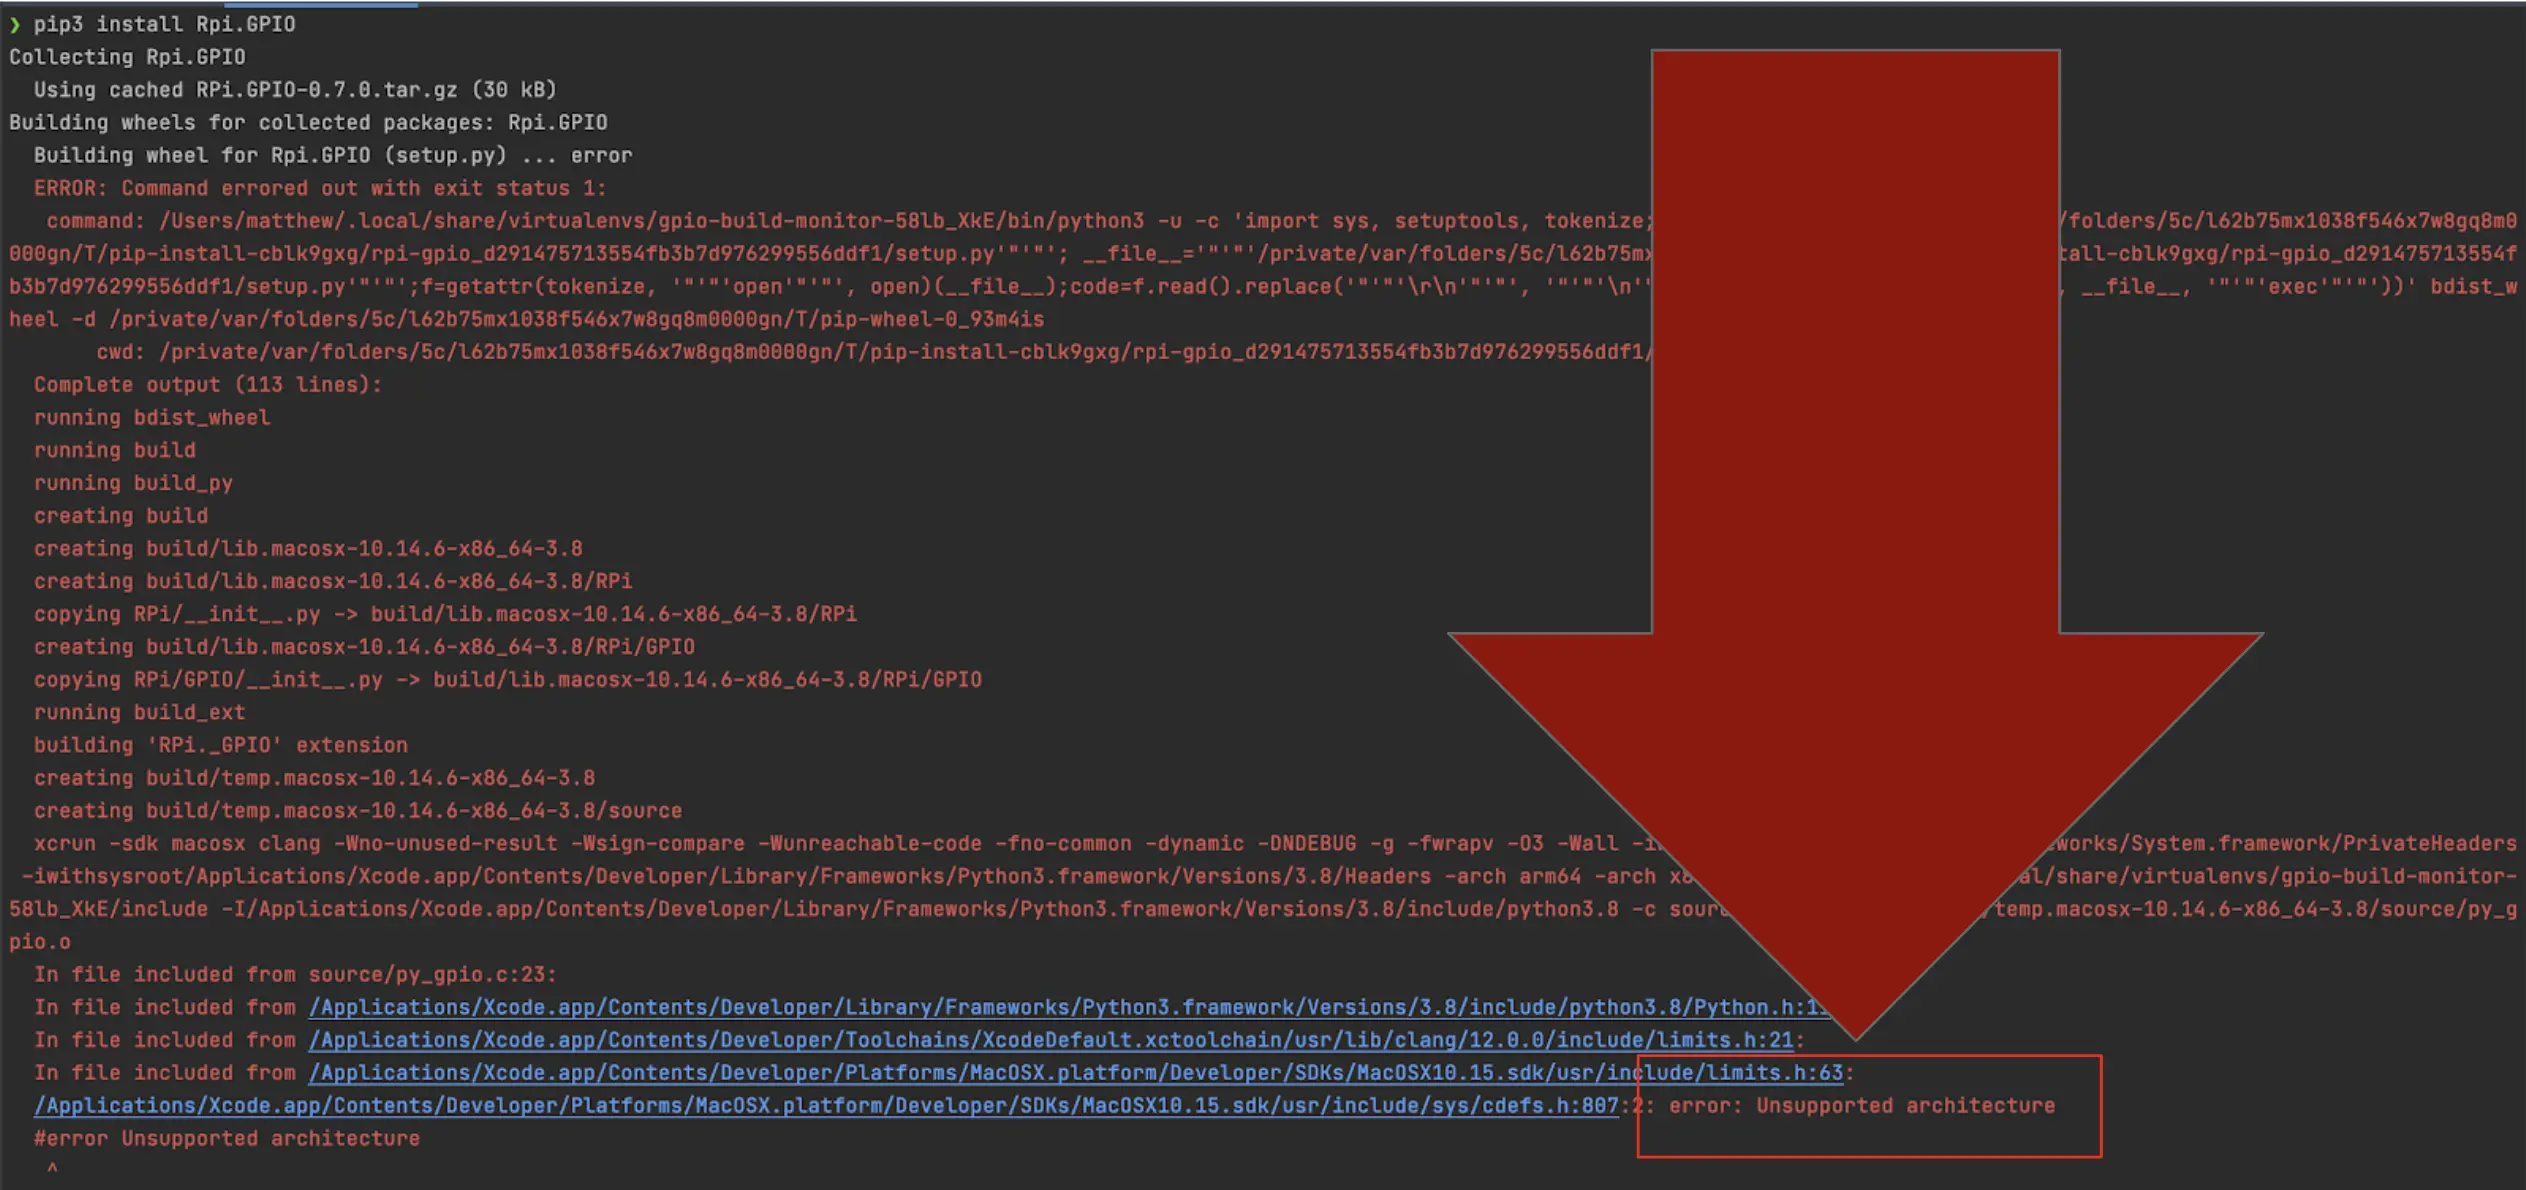 ❯ pip3 install Rpi.GPIO
Collecting Rpi.GPIO
Using cached RPi.GPIO-0.7.0.tar.gz (30 kB)
Building wheels for collected packages: Rpi.GPIO
Building wheel for Rpi.GPIO (setup.py) ... error
ERROR: Command errored out with exit status 1:
command: /Users/matthew/.local/share/virtualenvs/gpio-build-monitor-58lb_XkE/bin/python3 -u -c 'import sys, setuptools, tokenize; /folders/5c/l62b75mx1038f546x7w8gq8m0
000gn/T/pip-install-cblk9gxg/rpi-gpio_d291475713554fb3b7d976299556ddf1/setup.py'"'"'; __file__='"'"'/private/var/folders/5c/l62b75mx tall-cblk9gxg/rpi-gpio_d291475713554f
b3b7d976299556ddf1/setup.py'"'"';f=getattr(tokenize, '"'"'open'"'"', open)(__file__);code=f.read().replace('"'"'\r\n'"'"', '"'"'\n'' , __file__, '"'"'exec'"'"'))' bdist_w
heel -d /private/var/folders/5c/l62b75mx1038f546x7w8gq8m0000gn/T/pip-wheel-0_93m4is
cwd: /private/var/folders/5c/l62b75mx1038f546x7w8gq8m0000gn/T/pip-install-cblk9gxg/rpi-gpio_d291475713554fb3b7d976299556ddf1/
Complete output (113 lines):
running bdist_wheel
running build
running build_py
creating build
creating build/lib.macosx-10.14.6-x86_64-3.8
creating build/lib.macosx-10.14.6-x86_64-3.8/RPi
copying RPi/__init__.py -> build/lib.macosx-10.14.6-x86_64-3.8/RPi
creating build/lib.macosx-10.14.6-x86_64-3.8/RPi/GPIO
copying RPi/GPIO/__init__.py -> build/lib.macosx-10.14.6-x86_64-3.8/RPi/GPIO
running build_ext
building 'RPi._GPIO' extension
creating build/temp.macosx-10.14.6-x86_64-3.8
creating build/temp.macosx-10.14.6-x86_64-3.8/source
xcrun -sdk macosx clang -Wno-unused-result -Wsign-compare -Wunreachable-code -fno-common -dynamic -DNDEBUG -g -fwrapv -O3 -Wall works/System.framework/PrivateHeaders
-iwithsysroot/Applications/Xcode.app/Contents/Developer/Library/Frameworks/Python3.framework/Versions/3.8/Headers -arch arm64 -arch al/share/virtualenvs/gpio-build-monitor-
58lb_XkE/include -I/Applications/Xcode.app/Contents/Developer/Library/Frameworks/Python3.framework/Versions/3.8/include/python3.8 -c /temp.macosx-10.14.6-x86_64-3.8/source/py_g
pio.o
In file included from source/py_gpio.c:23:
In file included from /Applications/Xcode.app/Contents/Developer/Library/Frameworks/Python3.framework/Versions/3.8/include/python3.8/Python.h:1
In file included from /Applications/Xcode.app/Contents/Developer/Toolchains/XcodeDefault.xctoolchain/usr/lib/clang/12.0.0/include/limits.h:21:
In file included from /Applications/Xcode.app/Contents/Developer/Platforms/MacOSX.platform/Developer/SDKs/MacOSX10.15.sdk/usr/include/limits.h:63:
/Applications/Xcode.app/Contents/Developer/Platforms/MacOSX.platform/Developer/SDKs/MacOSX10.15.sdk/usr/include/sys/cdefs.h:807:2: error: Unsupported architecture
#error Unsupported architecture
^